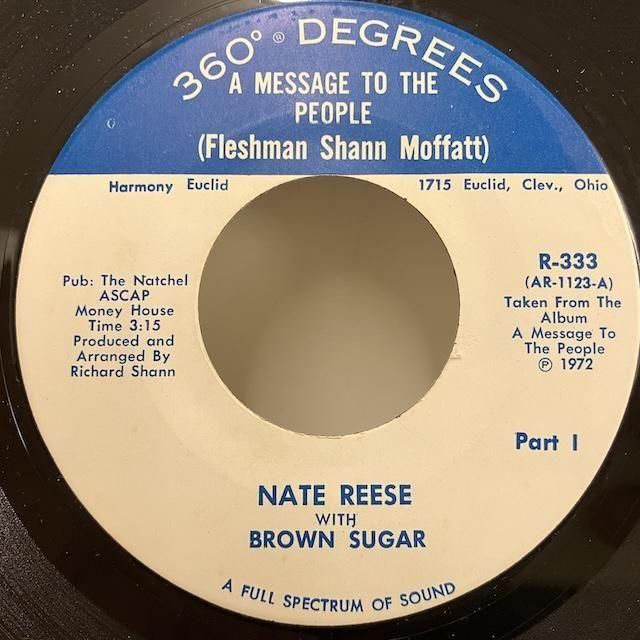 360° ® DEGREES
A MESSAGE TO THE
PEOPLE
(Fleshman Shann Moffatt)
Harmony Euclid
1715 Euclid, Clev., Ohio
Pub: The Natchel
ASCAP
Money House
Time 3:15
Produced and
Arranged By
Richard Shann
R-333
(AR-1123-A)
Taken From The
Album
A Message To
The People
℗ 1972
Part I
NATE REESE
WITH
BROWN SUGAR
A FULL SPECTRUM OF SOUND